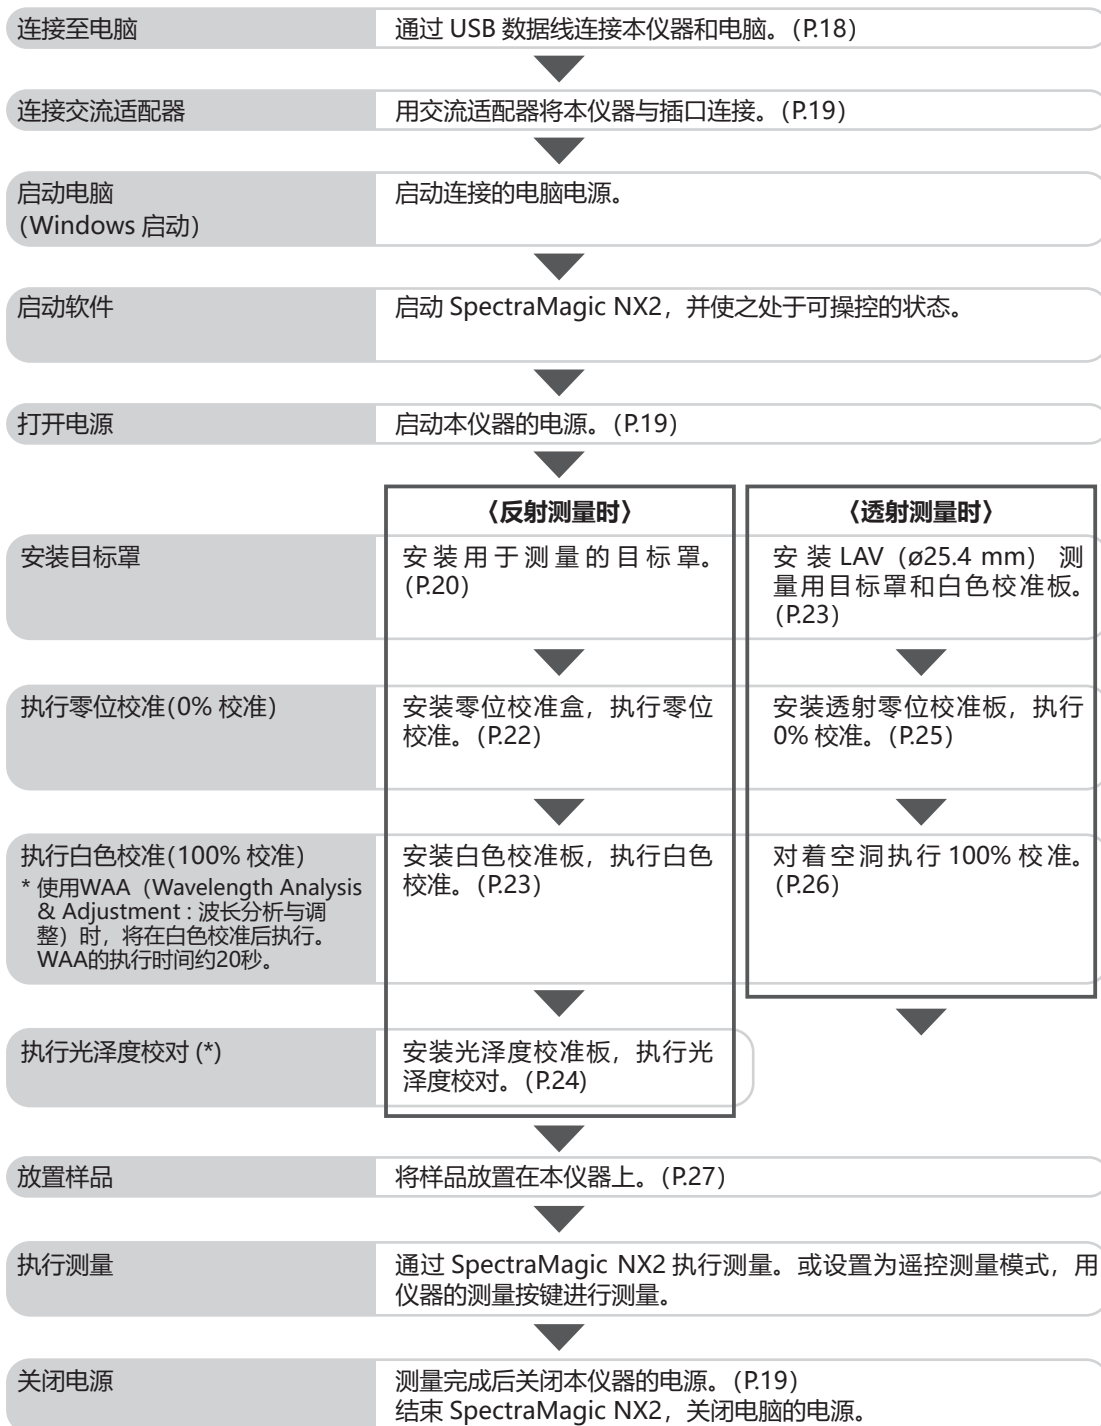 连接至电脑
通过 USB 数据线连接本仪器和电脑。(P.18)
连接交流适配器
用交流适配器将本仪器与插口连接。(P.19)
启动电脑
(Windows 启动)
启动连接的电脑电源。
启动软件
启动 SpectraMagic NX2，并使之处于可操控的状态。
打开电源
启动本仪器的电源。(P.19)
〈反射测量时〉
〈透射测量时〉
安装目标罩
安装用于测量的目标罩。
(P.20)
安装 LAV（ø25.4 mm）测
量用目标罩和白色校准板。
(P.23)
执行零位校准(0% 校准)
安装零位校准盒，执行零位
校准。(P.22)
安装透射零位校准板，执行
0% 校准。(P.25)
执行白色校准(100% 校准)
* 使用WAA（Wavelength Analysis
& Adjustment : 波长分析与调
整）时，将在白色校准后执行。
WAA的执行时间约20秒。
安装白色校准板，执行白色
校准。(P.23)
对着空洞执行 100% 校准。
(P.26)
执行光泽度校对 (*)
安装光泽度校准板，执行光
泽度校对。(P.24)
放置样品
将样品放置在本仪器上。(P.27)
执行测量
通过 SpectraMagic NX2 执行测量。或设置为遥控测量模式，用
仪器的测量按键进行测量。
关闭电源
测量完成后关闭本仪器的电源。(P.19)
结束 SpectraMagic NX2，关闭电脑的电源。